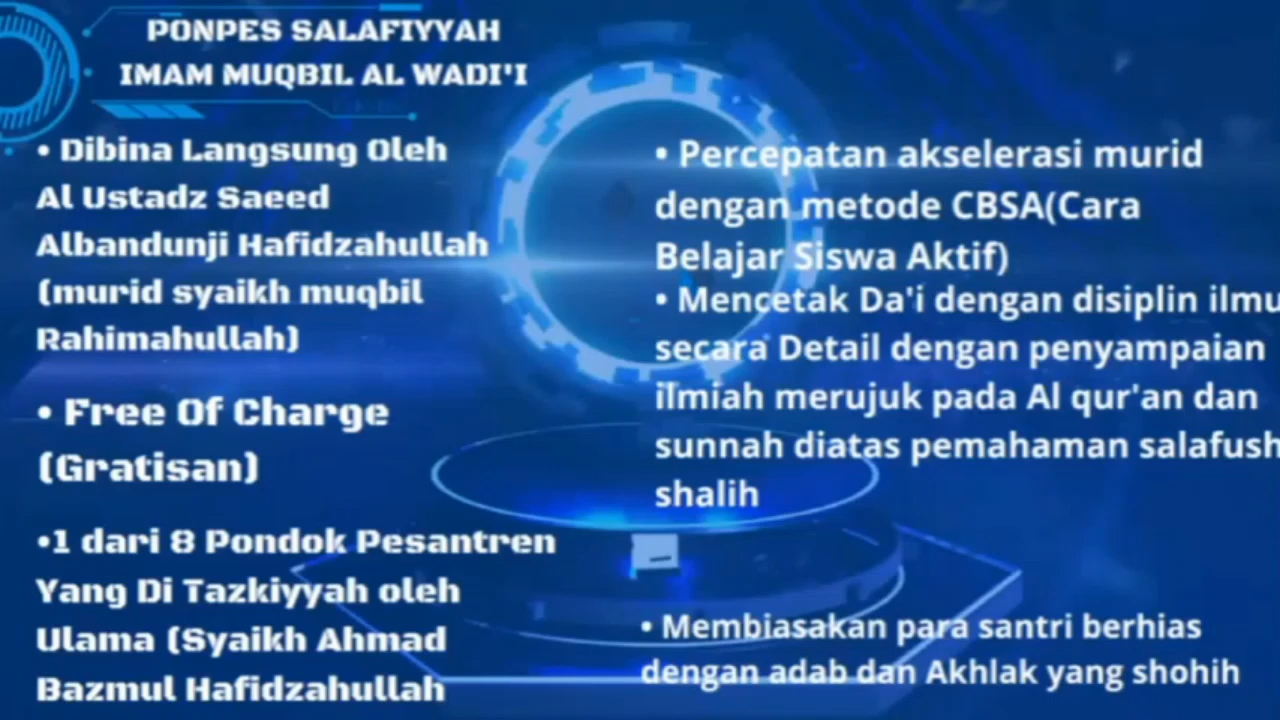 PONPES SALAFIYYAH
IMAM MUQBIL AL WADI'I
• Dibina Langsung Oleh
Al Ustadz Saeed
Albandunji Hafidzahullah
(murid syaikh muqbil
Rahimahullah)
• Free Of Charge
(Gratisan)
•1 dari 8 Pondok Pesantren
Yang Di Tazkiyyah oleh
Ulama (Syaikh Ahmad
Bazmul Hafidzahullah
• Percepatan akselerasi murid
dengan metode CBSA(Cara
Belajar Siswa Aktif)
• Mencetak Da'i dengan disiplin ilmu
secara Detail dengan penyampaian
ilmiah merujuk pada Al qur'an dan
sunnah diatas pemahaman salafush
shalih
• Membiasakan para santri berhias
dengan adab dan Akhlak yang shohih